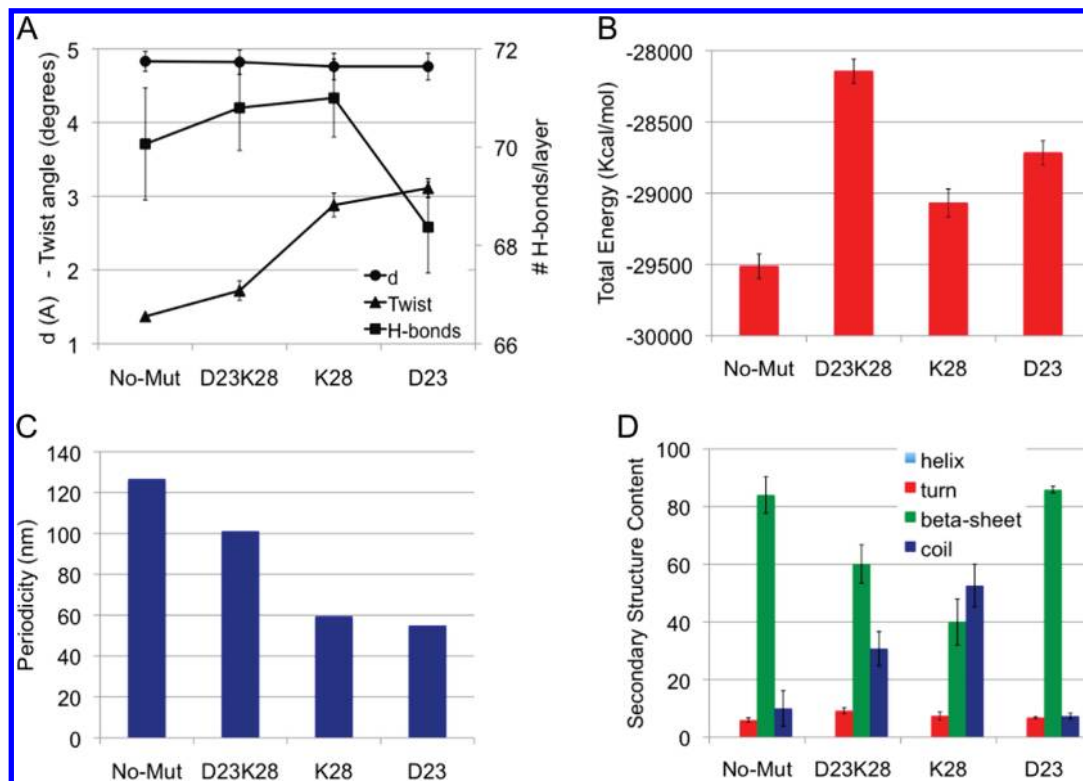 A
d (A) - Twist angle (degrees)
5
4
3
2
1
72
70
68
66
# H-bonds/layer
d
Twist
H-bonds
No-Mut D23K28 K28 D23
B
Total Energy (Kcal/mol)
-28000
-28500
-29000
-29500
-30000
No-Mut D23K28 K28 D23
C
Periodicity (nm)
140
120
100
80
60
40
20
0
No-Mut D23K28 K28 D23
D
Secondary Structure Content
100
80
60
40
20
0
helix
turn
beta-sheet
coil
No-Mut D23K28 K28 D23